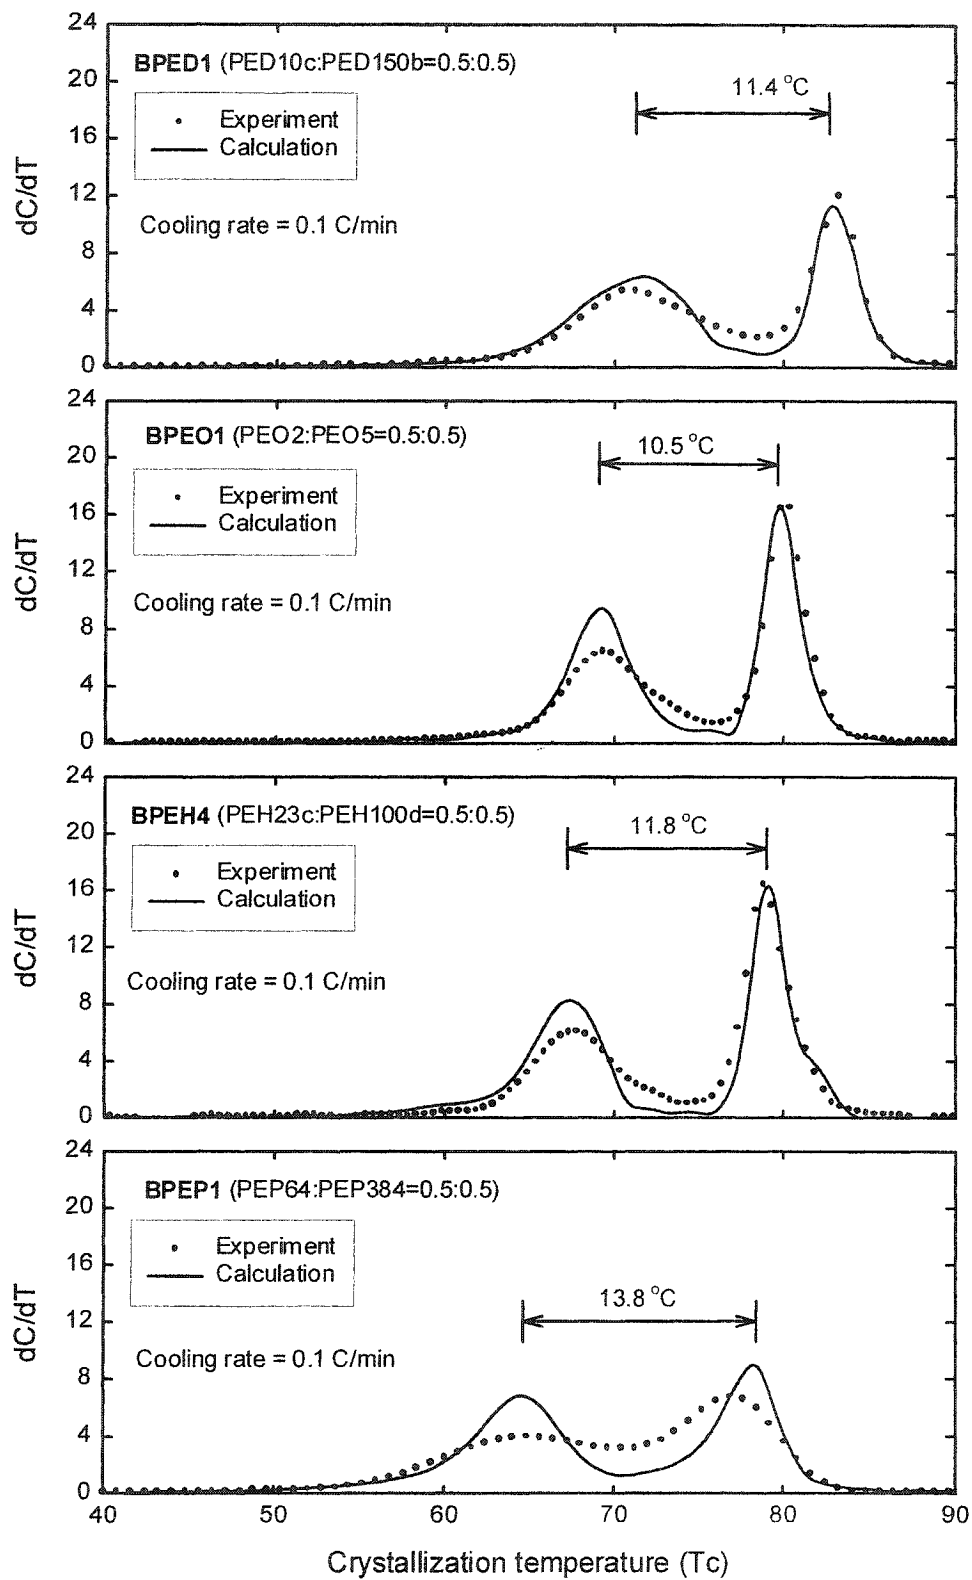 24
20
16
12
8
4
0
dC/dT
BPED1 (PED10c:PED150b=0.5:0.5)
Experiment
Calculation
Cooling rate = 0.1 C/min
11.4 °C
24
20
16
12
8
4
0
dC/dT
BPEO1 (PEO2:PEO5=0.5:0.5)
Experiment
Calculation
Cooling rate = 0.1 C/min
10.5 °C
24
20
16
12
8
4
0
dC/dT
BPEH4 (PEH23c:PEH100d=0.5:0.5)
Experiment
Calculation
Cooling rate = 0.1 C/min
11.8 °C
24
20
16
12
8
4
0
dC/dT
BPEP1 (PEP64:PEP384=0.5:0.5)
Experiment
Calculation
Cooling rate = 0.1 C/min
13.8 °C
40 50 60 70 80 90
Crystallization temperature (Tc)